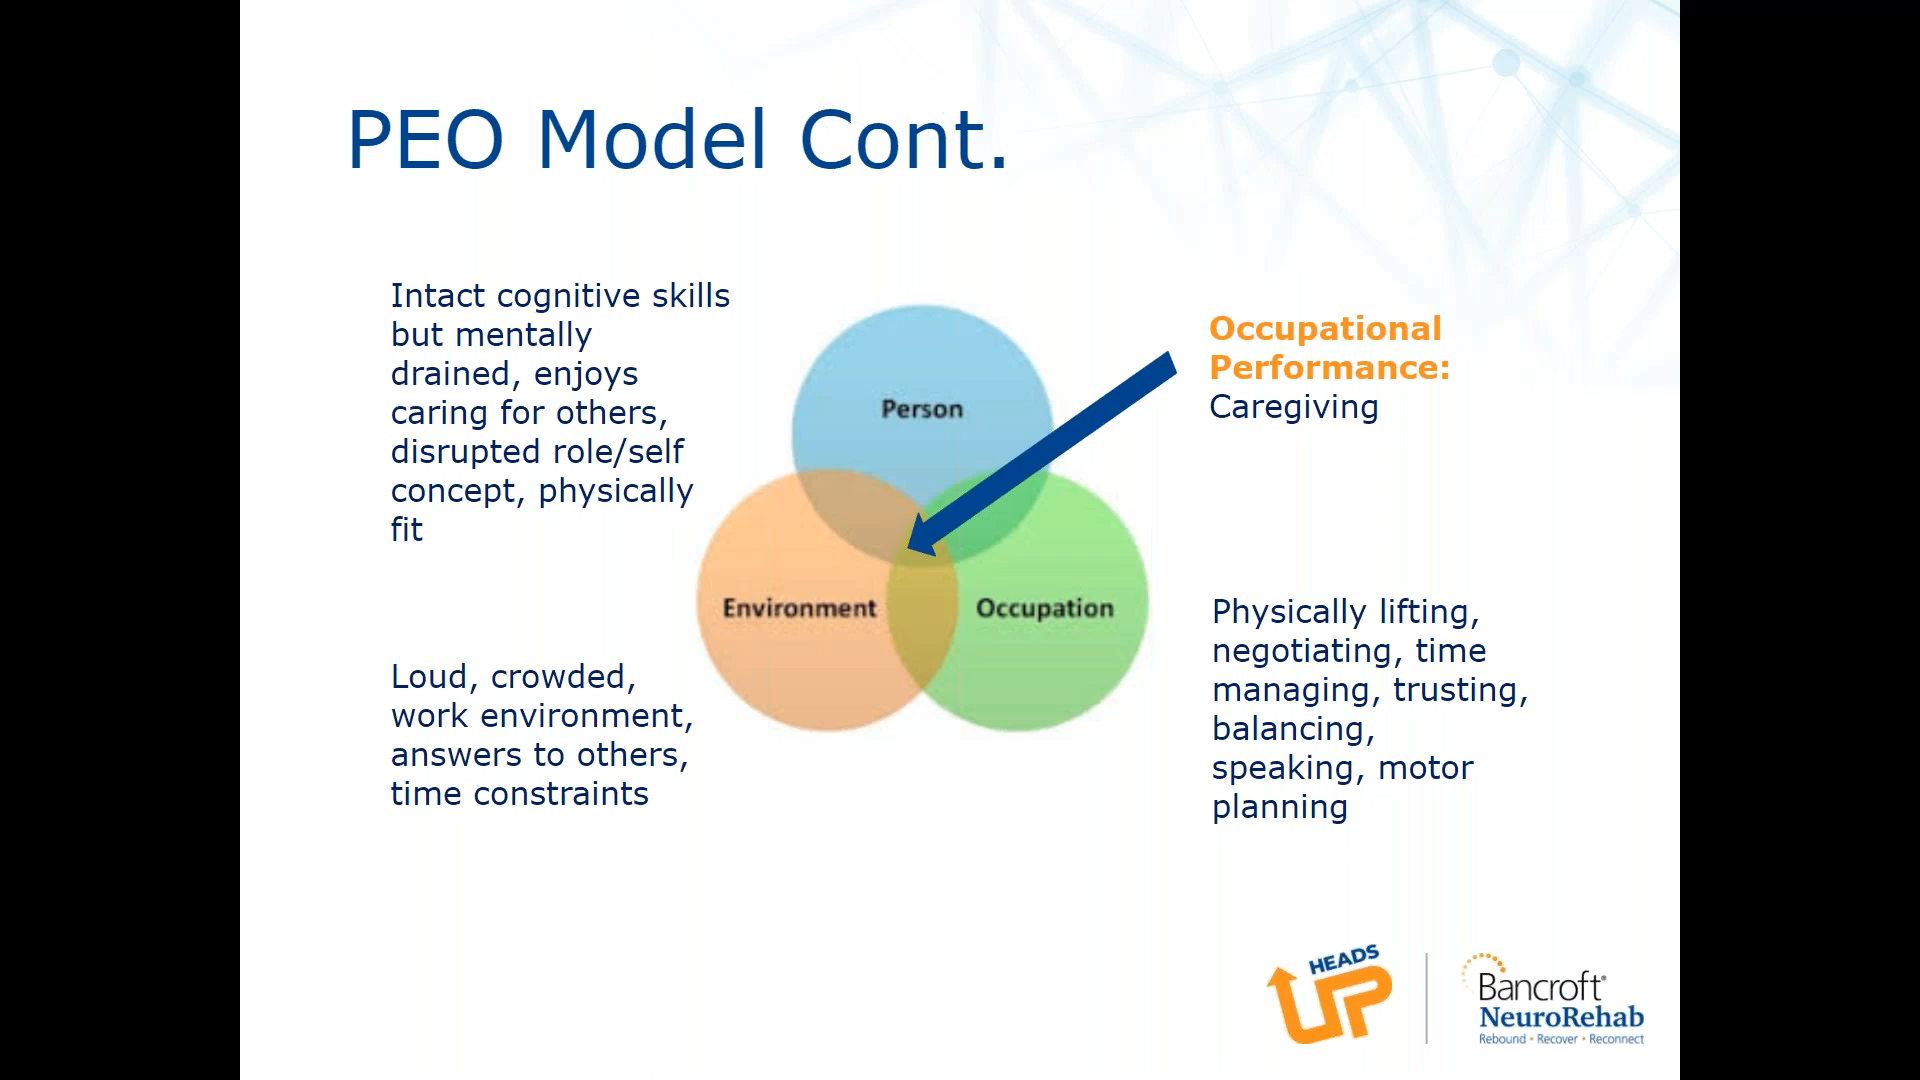 PEO Model Cont.
Intact cognitive skills
but mentally
drained, enjoys
caring for others,
disrupted role/self
concept, physically
fit
Person
Occupational
Performance:
Caregiving
Environment
Occupation
Loud, crowded,
work environment,
answers to others,
time constraints
Physically lifting,
negotiating, time
managing, trusting,
balancing,
speaking, motor
planning
HEADS
UP
Bancroft®
NeuroRehab
Rebound • Recover • Reconnect